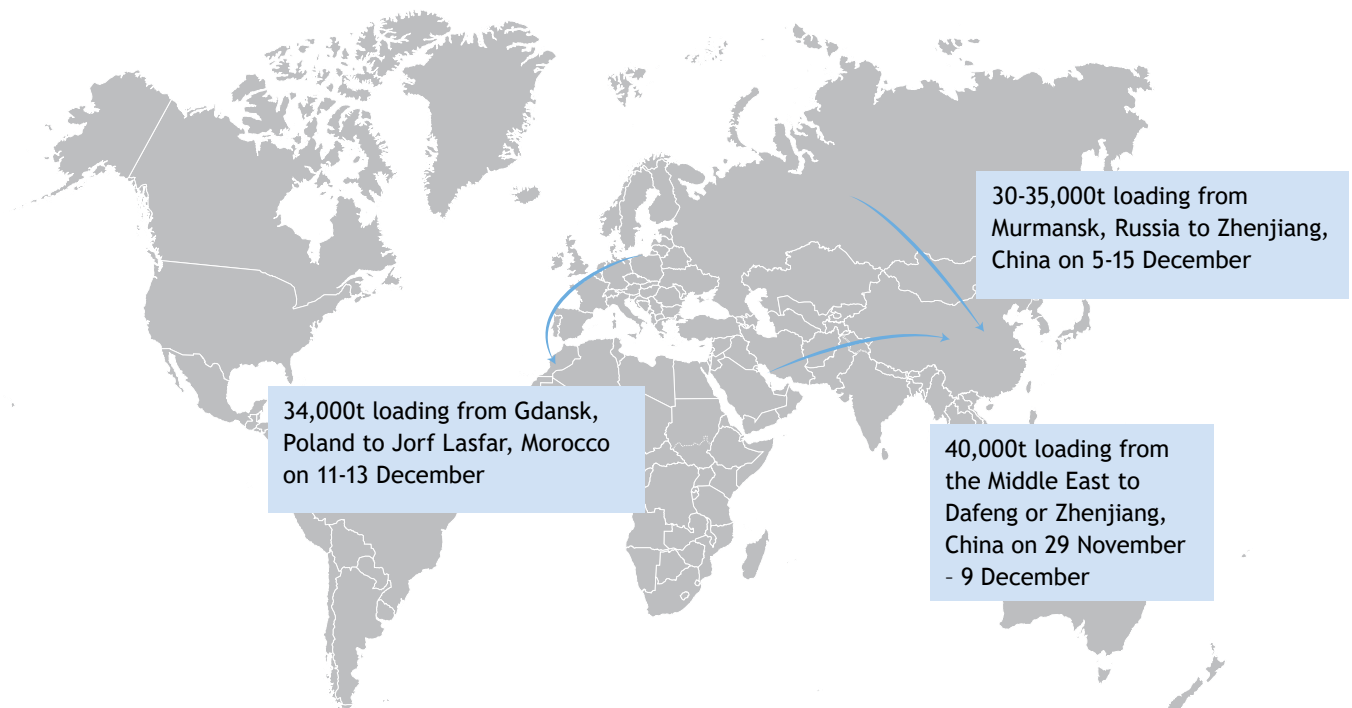 30-35,000t loading from
Murmansk, Russia to Zhenjiang,
China on 5-15 December
34,000t loading from Gdansk,
Poland to Jorf Lasfar, Morocco
on 11-13 December
40,000t loading from
the Middle East to
Dafeng or Zhenjiang,
China on 29 November
– 9 December